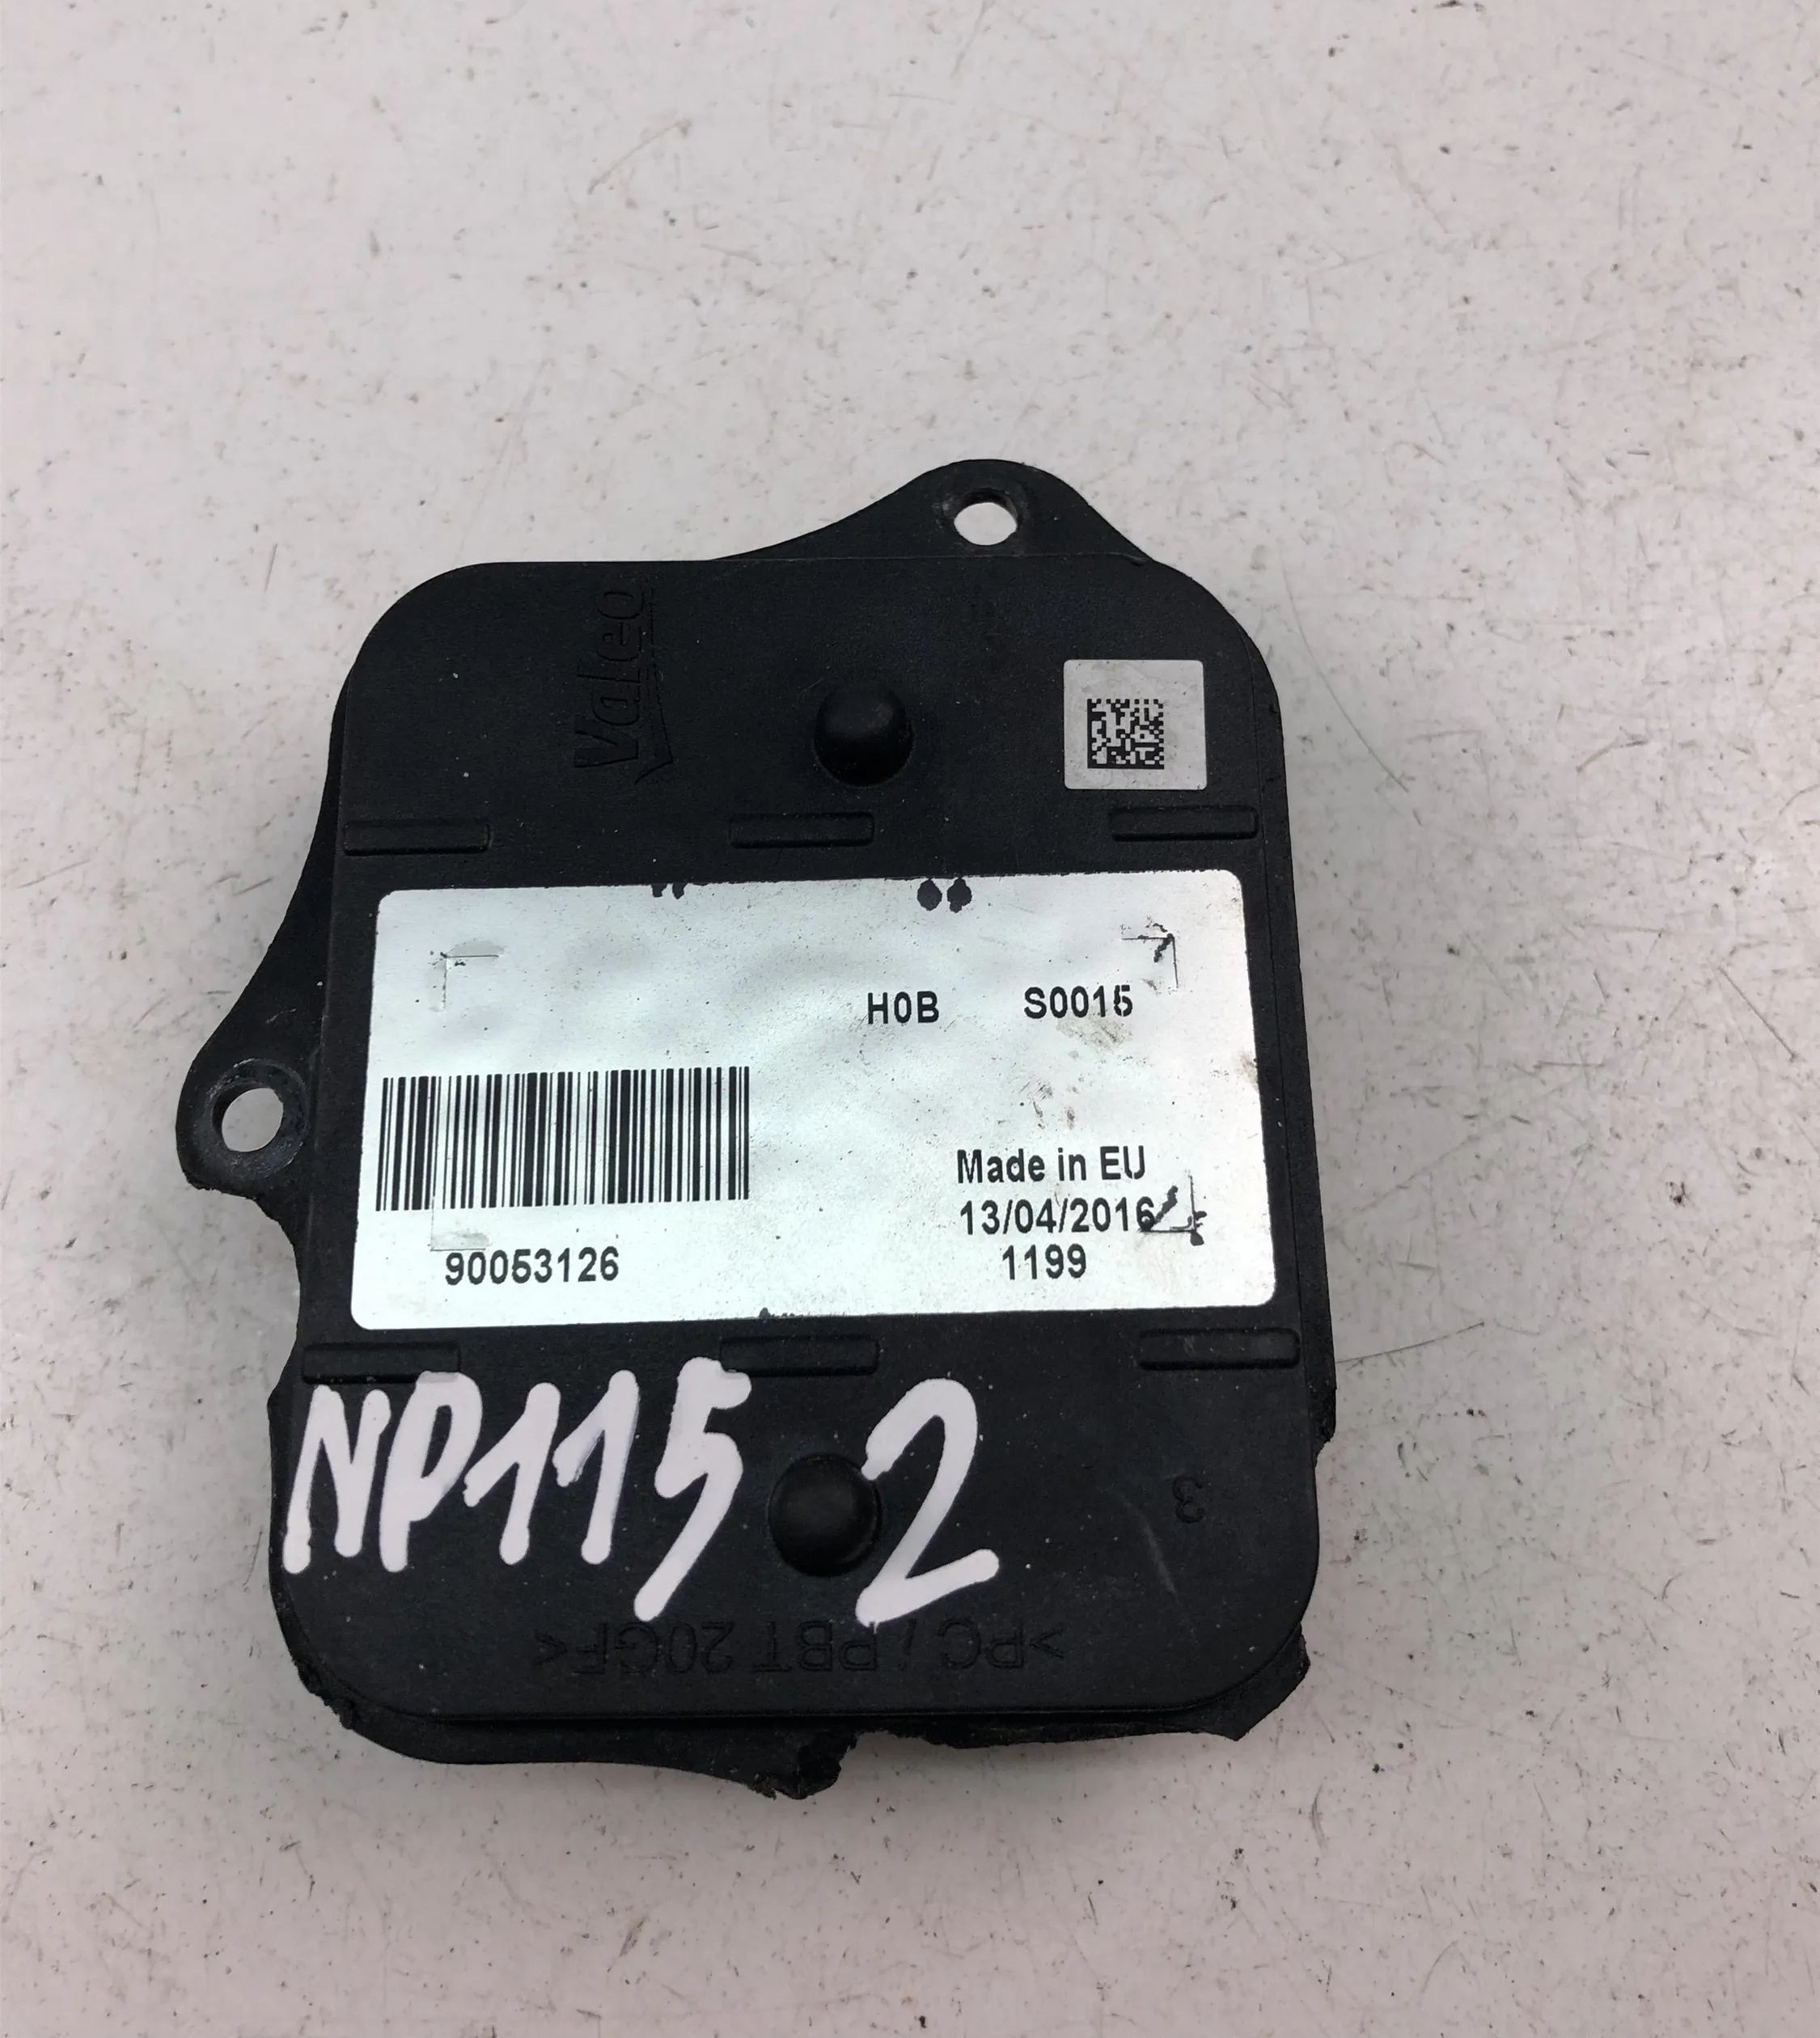 Valeo
H0B S0015
Made in EU
13/04/2016
1199
90053126
NP115 2
3
>PC / PBT 20GF<